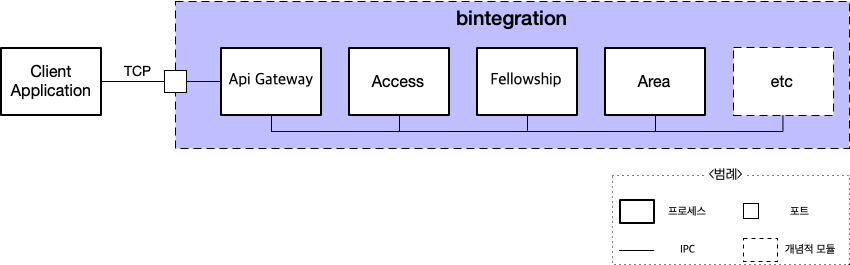 bintegration
Client
Application
TCP
Api Gateway
Access
Fellowship
Area
etc
<범례>
프로세스
포트
IPC
개념적 모듈